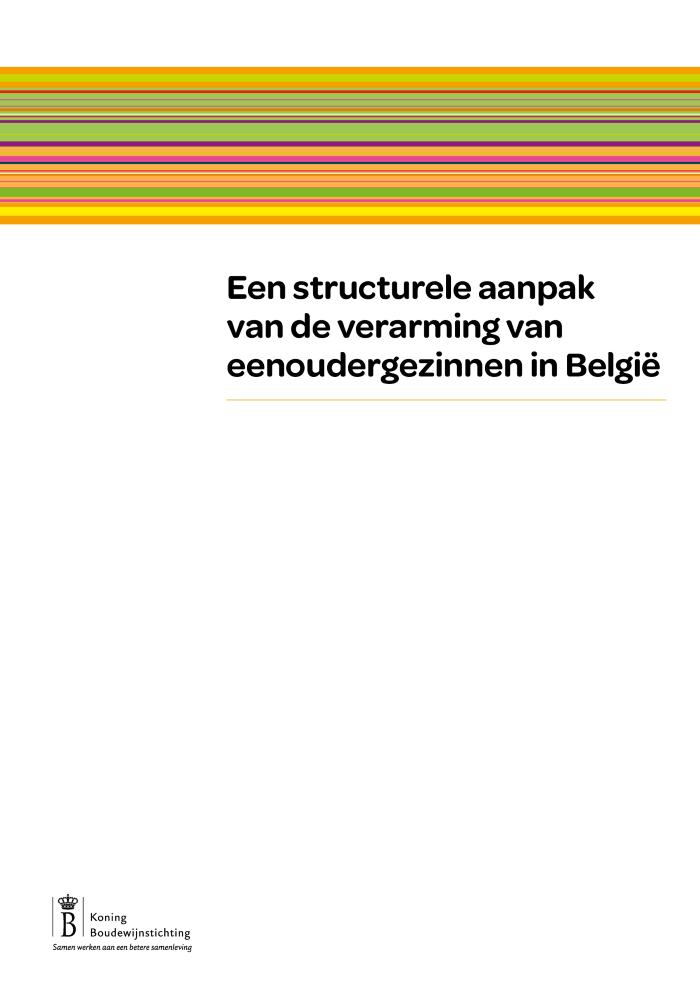 Een structurele aanpak
van de verarming van
eenoudergezinnen in België
B
Koning
Boudewijnstichting
Samen werken aan een betere samenleving